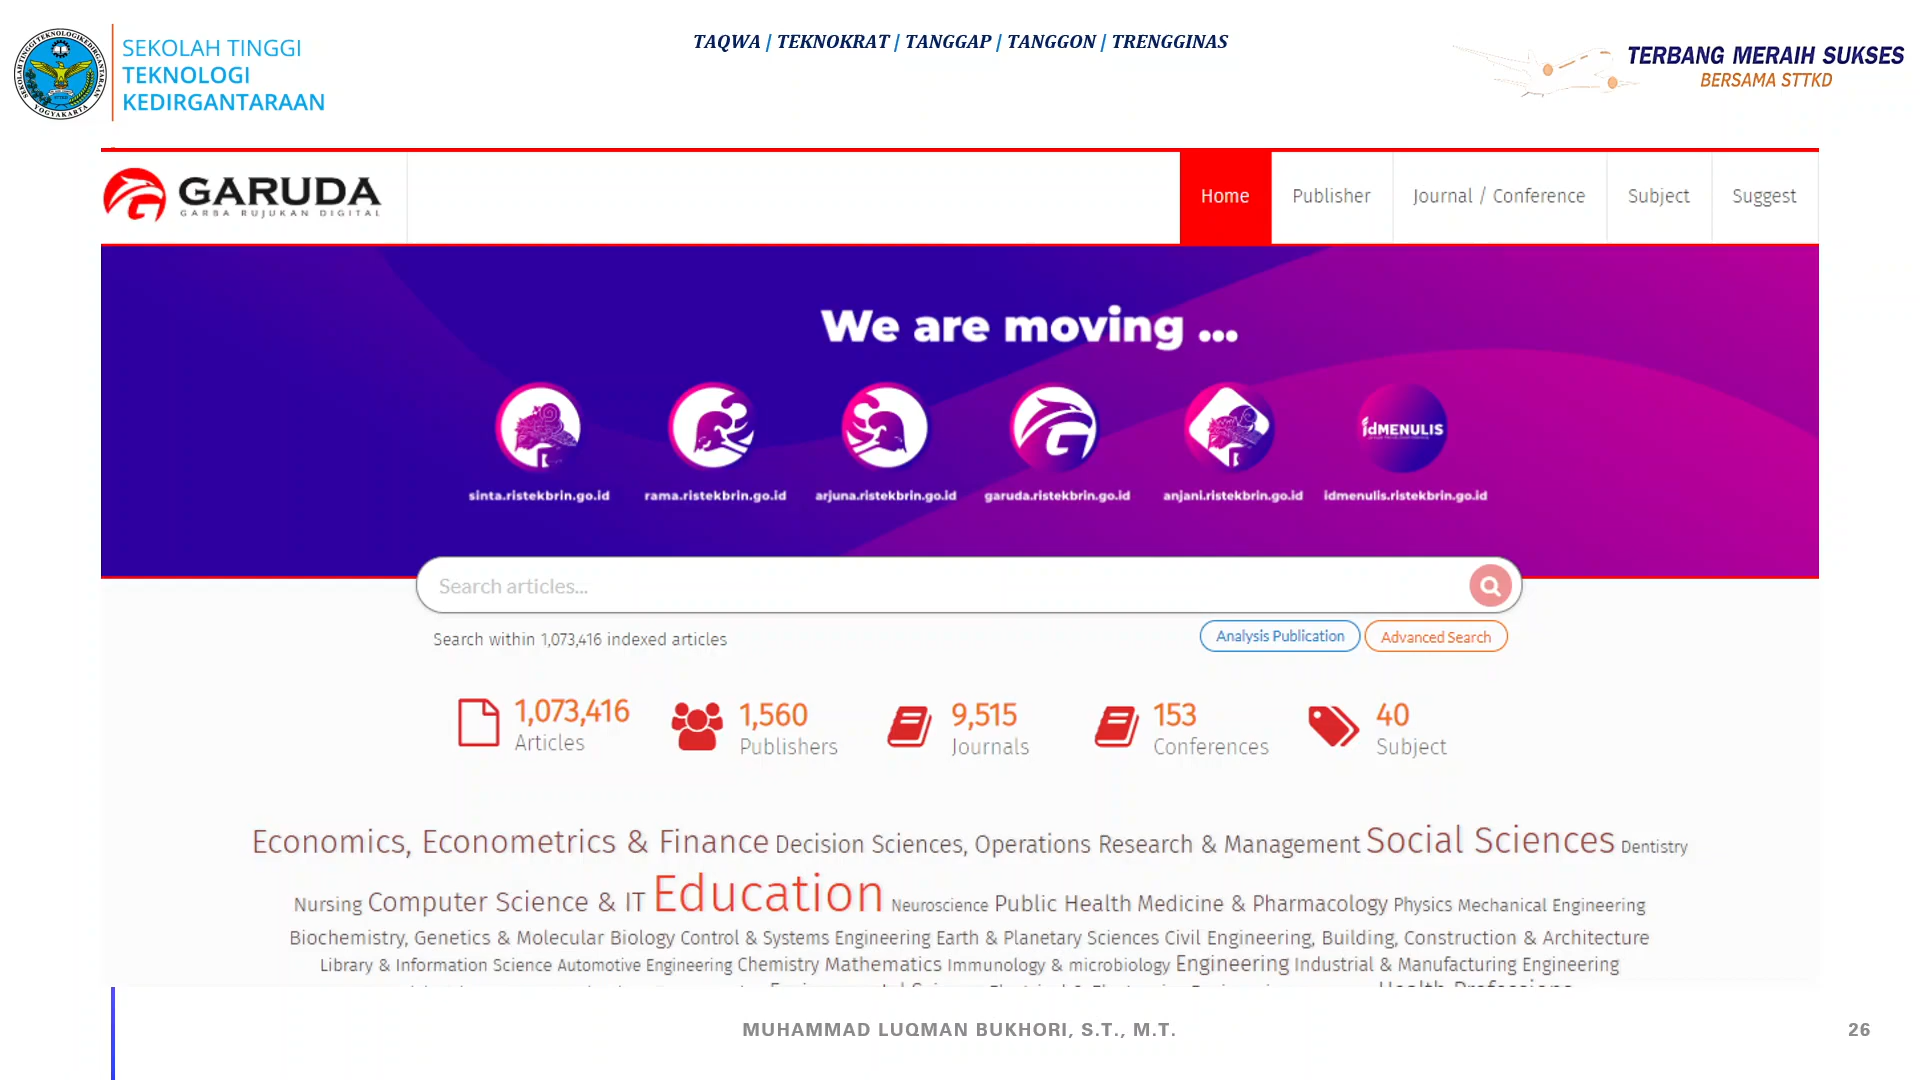 SEKOLAH TINGGI
TEKNOLOGI
KEDIRGANTARAAN
TAQWA | TEKNOKRAT | TANGGAP | TANGGON | TRENGGINAS
TERBANG MERAIH SUKSES
BERSAMA STTKD
GARUDA
GARBA RUJUKAN DIGITAL
Home
Publisher
Journal / Conference
Subject
Suggest
We are moving ...
idMENULIS
sinta.ristekbrin.go.id
rama.ristekbrin.go.id
arjuna.ristekbrin.go.id
garuda.ristekbrin.go.id
anjani.ristekbrin.go.id
idmenulis.ristekbrin.go.id
Search articles...
Search within 1,073,416 indexed articles
Analysis Publication
Advanced Search
1,073,416
Articles
1,560
Publishers
9,515
Journals
153
Conferences
40
Subject
Economics, Econometrics & Finance Decision Sciences, Operations Research & Management Social Sciences Dentistry
Nursing Computer Science & IT Education Neuroscience Public Health Medicine & Pharmacology Physics Mechanical Engineering
Biochemistry, Genetics & Molecular Biology Control & Systems Engineering Earth & Planetary Sciences Civil Engineering, Building, Construction & Architecture
Library & Information Science Automotive Engineering Chemistry Mathematics Immunology & microbiology Engineering Industrial & Manufacturing Engineering
MUHAMMAD LUQMAN BUKHORI, S.T., M.T.
26